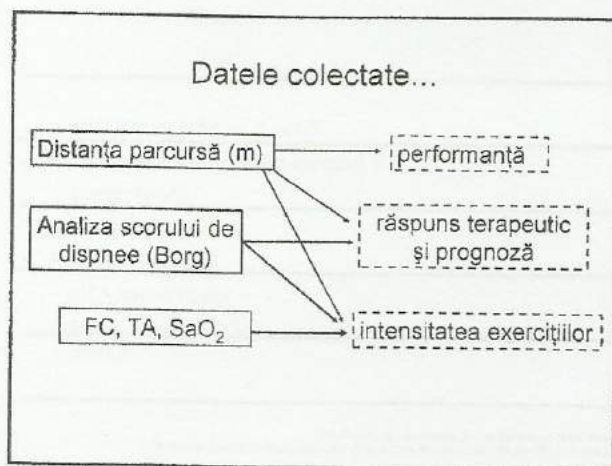 Datele colectate...
Distanța parcursă (m)
performanță
Analiza scorului de
dispnee (Borg)
răspuns terapeutic
și prognoză
FC, TA, SaO₂
intensitatea exercițiilor